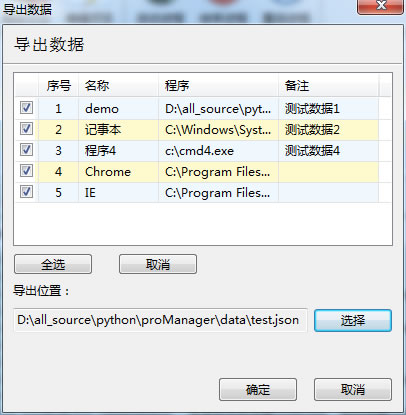 导出数据
导出数据
序号 名称 程序 备注
1 demo D:\all_source\pyt... 测试数据1
2 记事本 C:\Windows\Syst... 测试数据2
3 程序4 c:\cmd4.exe 测试数据4
4 Chrome C:\Program Files...
5 IE C:\Program Files...
全选 取消
导出位置：
D:\all_source\python\proManager\data\test.json 选择
确定 取消